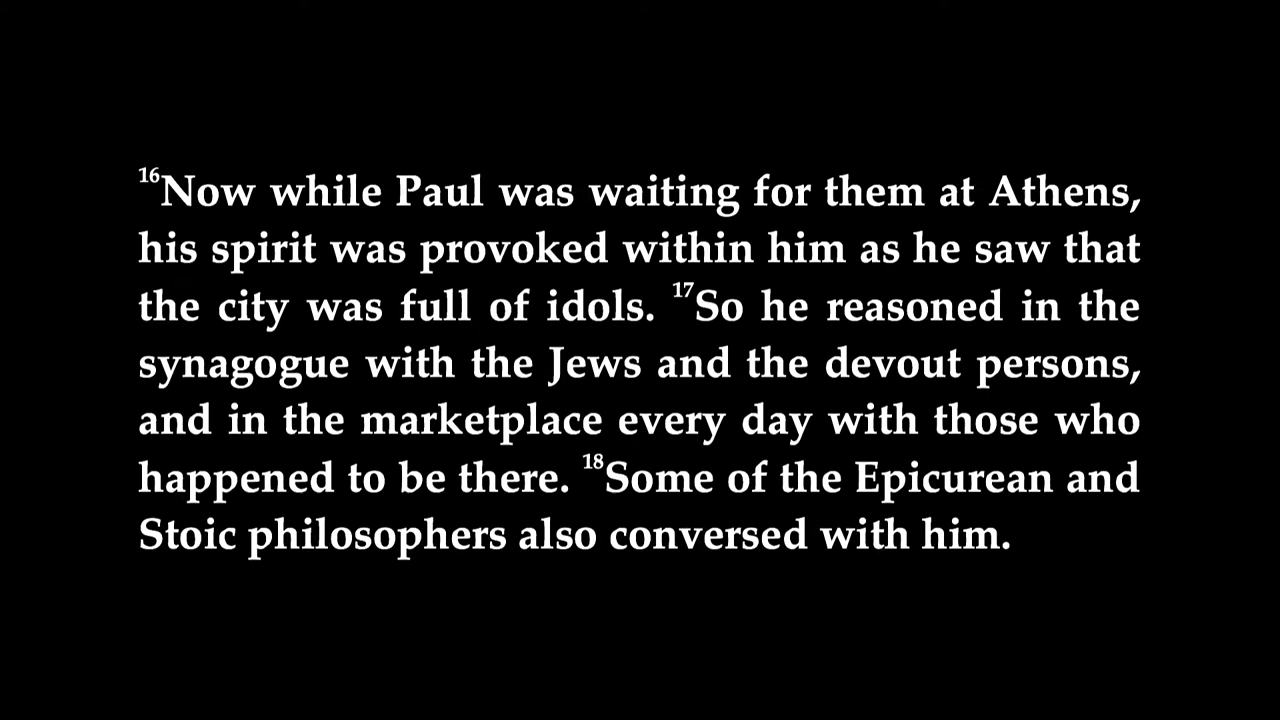 16Now while Paul was waiting for them at Athens,
his spirit was provoked within him as he saw that
the city was full of idols. 17So he reasoned in the
synagogue with the Jews and the devout persons,
and in the marketplace every day with those who
happened to be there. 18Some of the Epicurean and
Stoic philosophers also conversed with him.